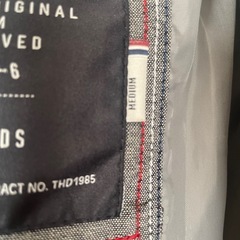 ORIGINAL
VED
-6
DS
ACT NO. THD1985
MEDIUM